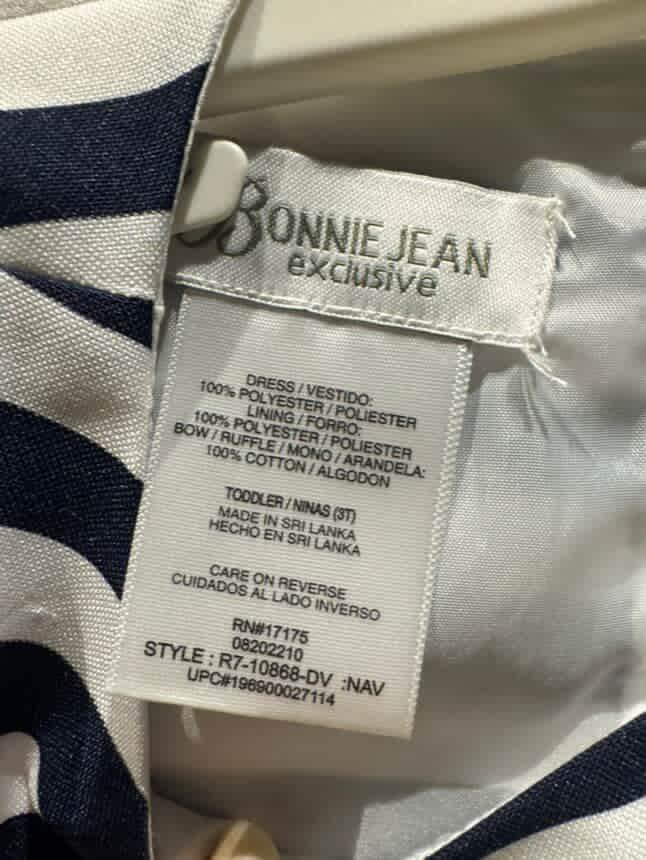 BONNIE JEAN
exclusive
DRESS / VESTIDO:
100% POLYESTER / POLIESTER
LINING / FORRO:
100% POLYESTER / POLIESTER
BOW / RUFFLE / MONO / ARANDELA:
100% COTTON / ALGODON
TODDLER / NINAS (3T)
MADE IN SRI LANKA
HECHO EN SRI LANKA
CARE ON REVERSE
CUIDADOS AL LADO INVERSO
RN#17175
08202210
STYLE : R7-10868-DV :NAV
UPC#196900027114